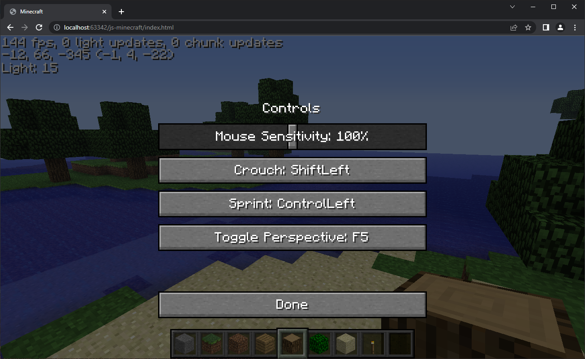 Minecraft
localhost:63342/js-minecraft/index.html
144 fps, 0 light updates, 0 chunk updates
-12, 66, -345 (-1, 4, -22)
Light: 15
Controls
Mouse Sensitivity: 100%
Crouch: ShiftLeft
Sprint: ControlLeft
Toggle Perspective: F5
Done